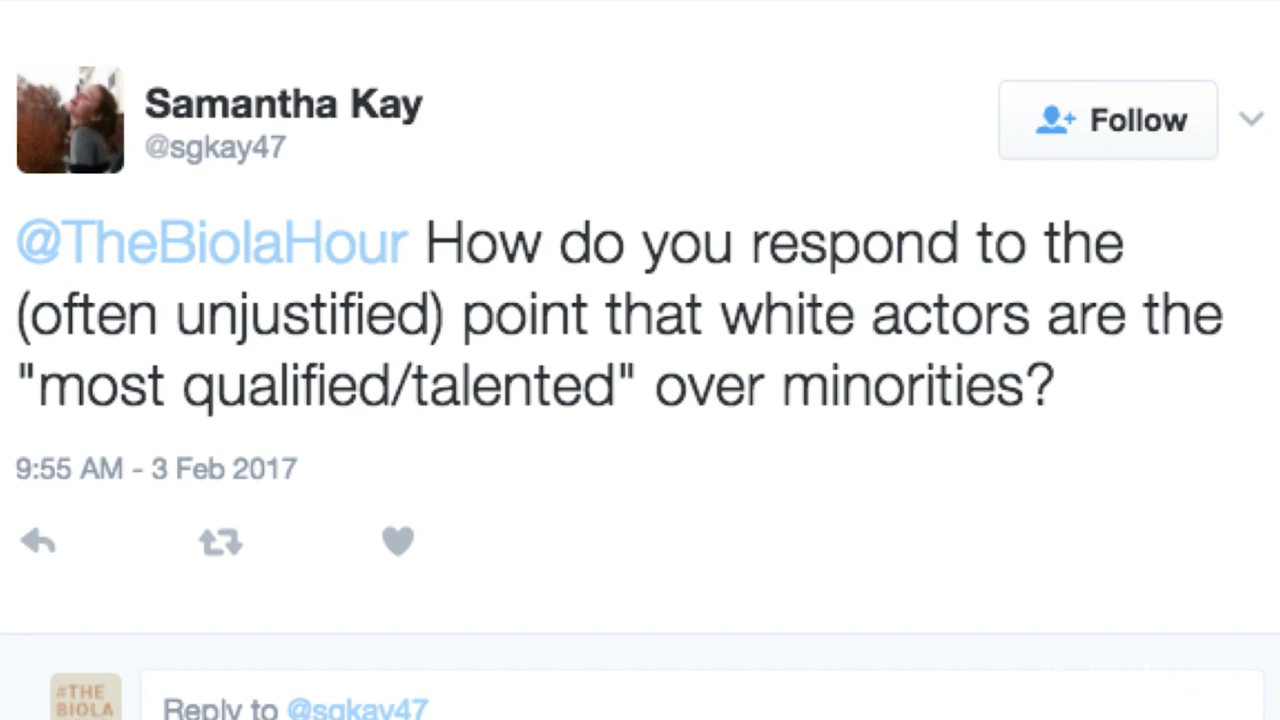 Samantha Kay
@sgkay47
Follow
@TheBiolaHour How do you respond to the
(often unjustified) point that white actors are the
"most qualified/talented" over minorities?
9:55 AM - 3 Feb 2017
#THE
BIOLA
Reply to @sgkay47